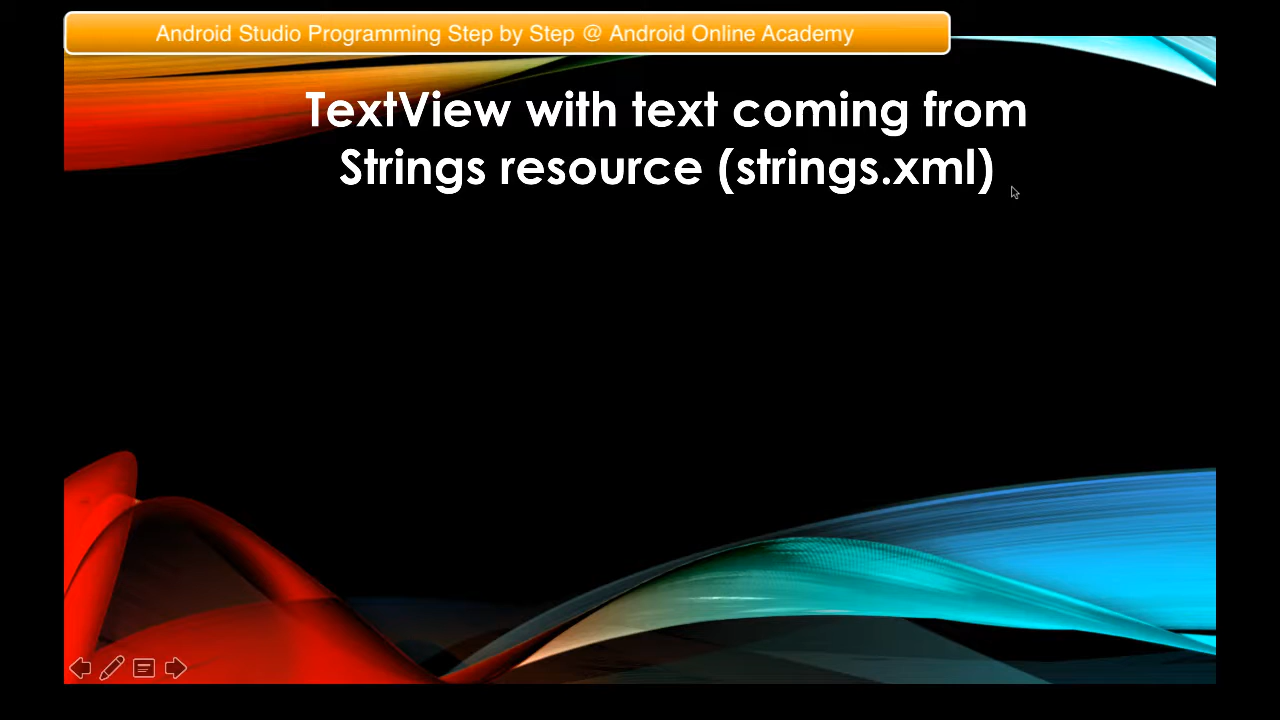 Android Studio Programming Step by Step @ Android Online Academy
TextView with text coming from
Strings resource (strings.xml)